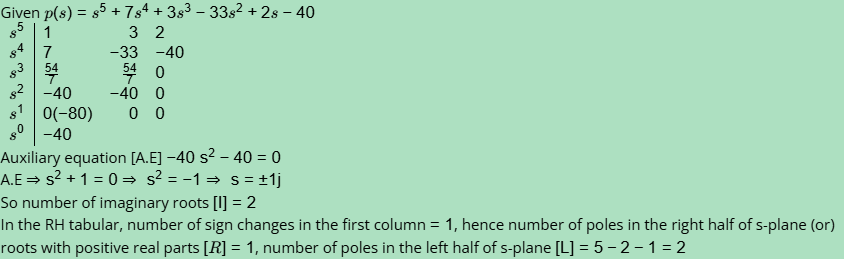 Given p(s) = s⁵ + 7s⁴ + 3s³ − 33s² + 2s − 40
s⁵ | 1 3 2
s⁴ | 7 −33 −40
s³ | 54/7 54/7 0
s² | −40 −40 0
s¹ | 0(−80) 0 0
s⁰ | −40
Auxiliary equation [A.E] −40 s² − 40 = 0
A.E ⇒ s² + 1 = 0 ⇒ s² = −1 ⇒ s = ±1j
So number of imaginary roots [I] = 2
In the RH tabular, number of sign changes in the first column = 1, hence number of poles in the right half of s-plane (or)
roots with positive real parts [R] = 1, number of poles in the left half of s-plane [L] = 5 − 2 − 1 = 2